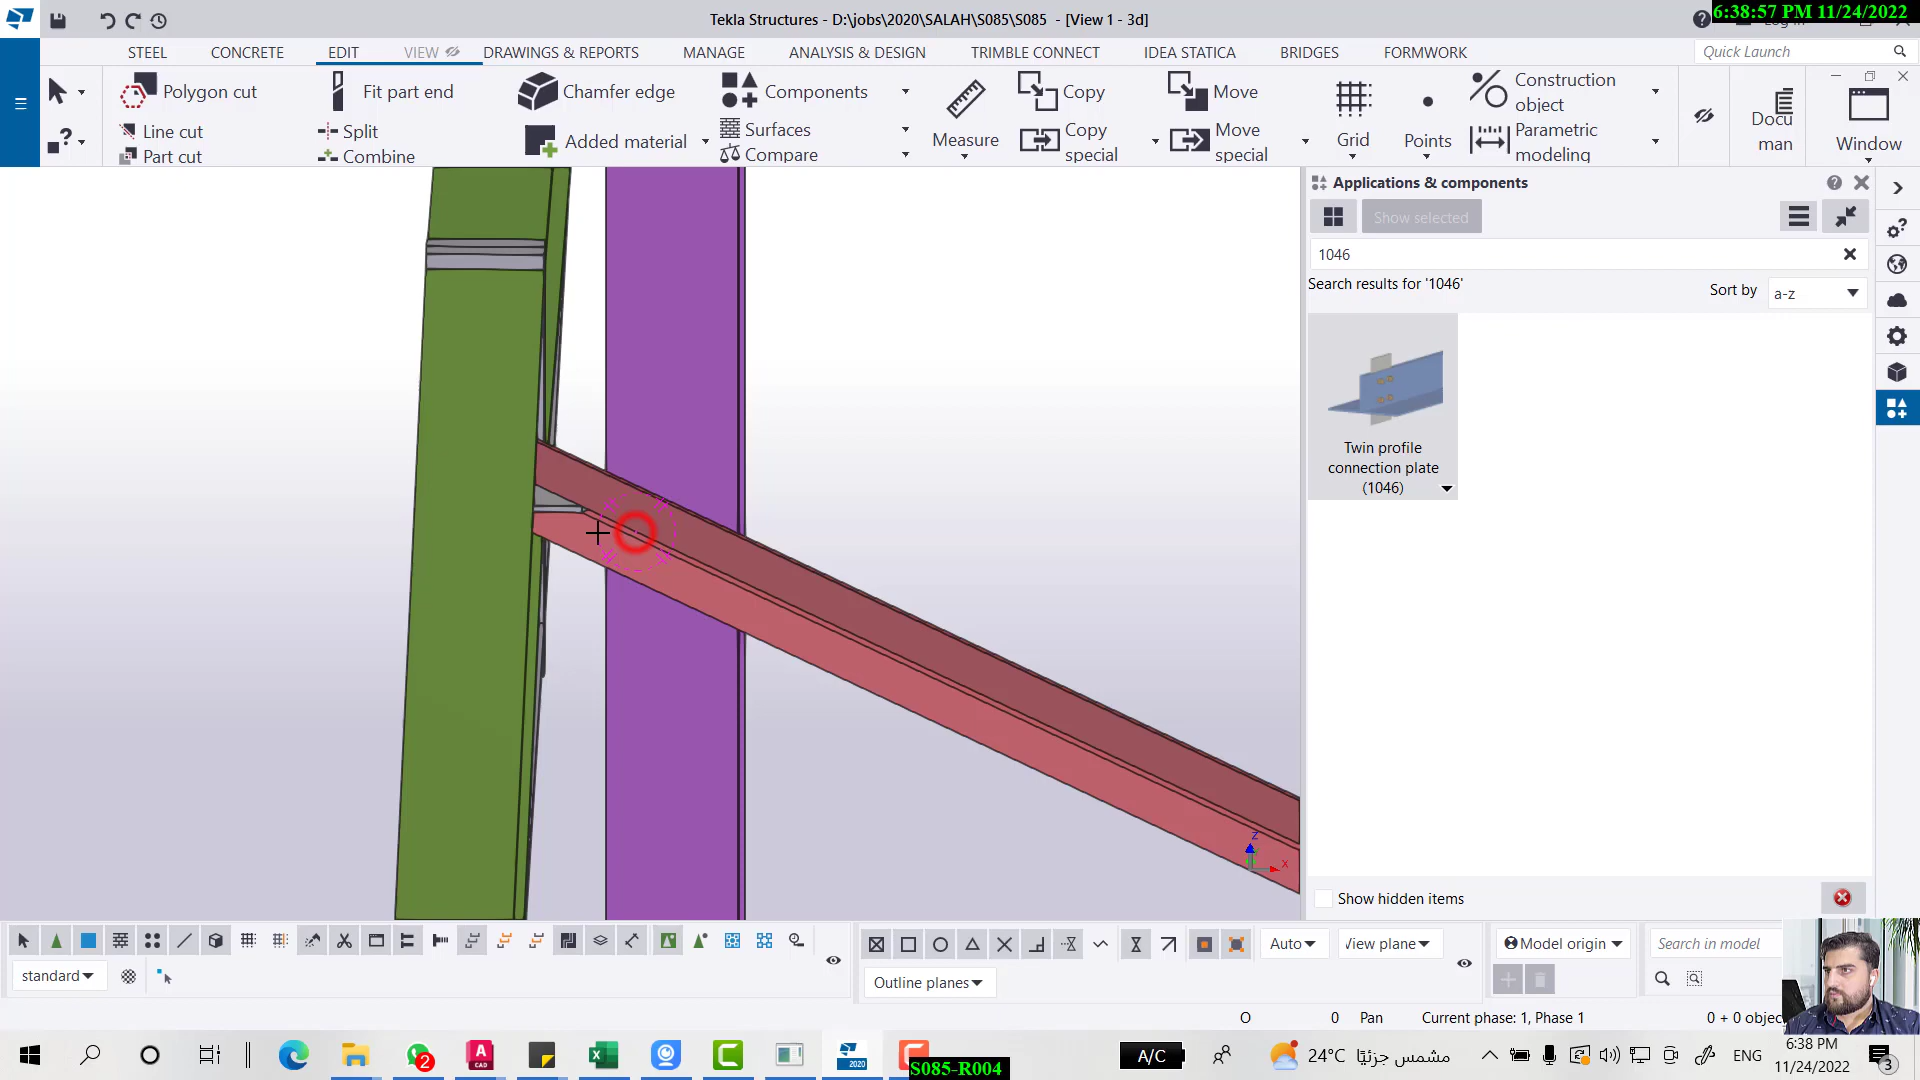 Tekla Structures - D:\jobs\2020\SALAH\S085\S085 - [View 1 - 3d]
6:38:57 PM 11/24/2022
STEEL CONCRETE EDIT VIEW DRAWINGS & REPORTS MANAGE ANALYSIS & DESIGN TRIMBLE CONNECT IDEA STATICA BRIDGES FORMWORK Quick Launch
Polygon cut
Line cut
Part cut
Fit part end
Split
Combine
Chamfer edge
Added material
Components
Surfaces
Compare
Measure
Copy
Copy special
Move
Move special
Grid
Points
Construction object
Parametric modeling
Docu man
Window
Applications & components
Show selected
1046
Search results for '1046'
Sort by a-z
Twin profile
connection plate
(1046)
z
x
Show hidden items
standard
Auto
View plane
Outline planes
Model origin
Search in model
O 0 Pan Current phase: 1, Phase 1 0 + 0 objec
2
A
CAD
2020
S085-R004
A/C
24°C مشمس جزئيًا
ENG
6:38 PM
11/24/2022
3